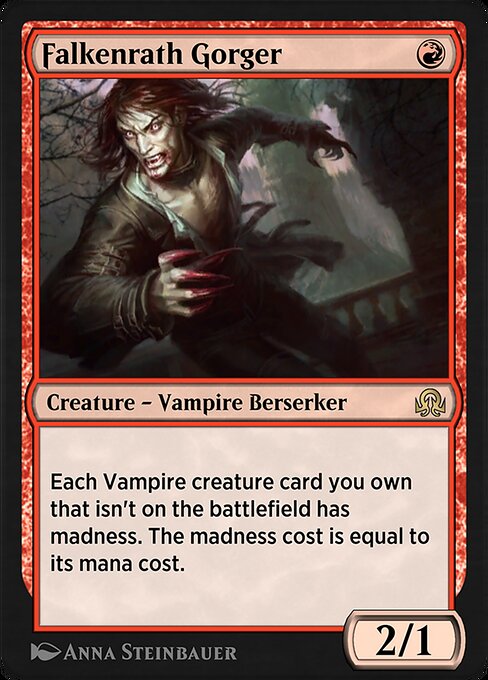 Falkenrath Gorger
Creature – Vampire Berserker
Each Vampire creature card you own
that isn't on the battlefield has
madness. The madness cost is equal to
its mana cost.
2/1
Anna Steinbauer